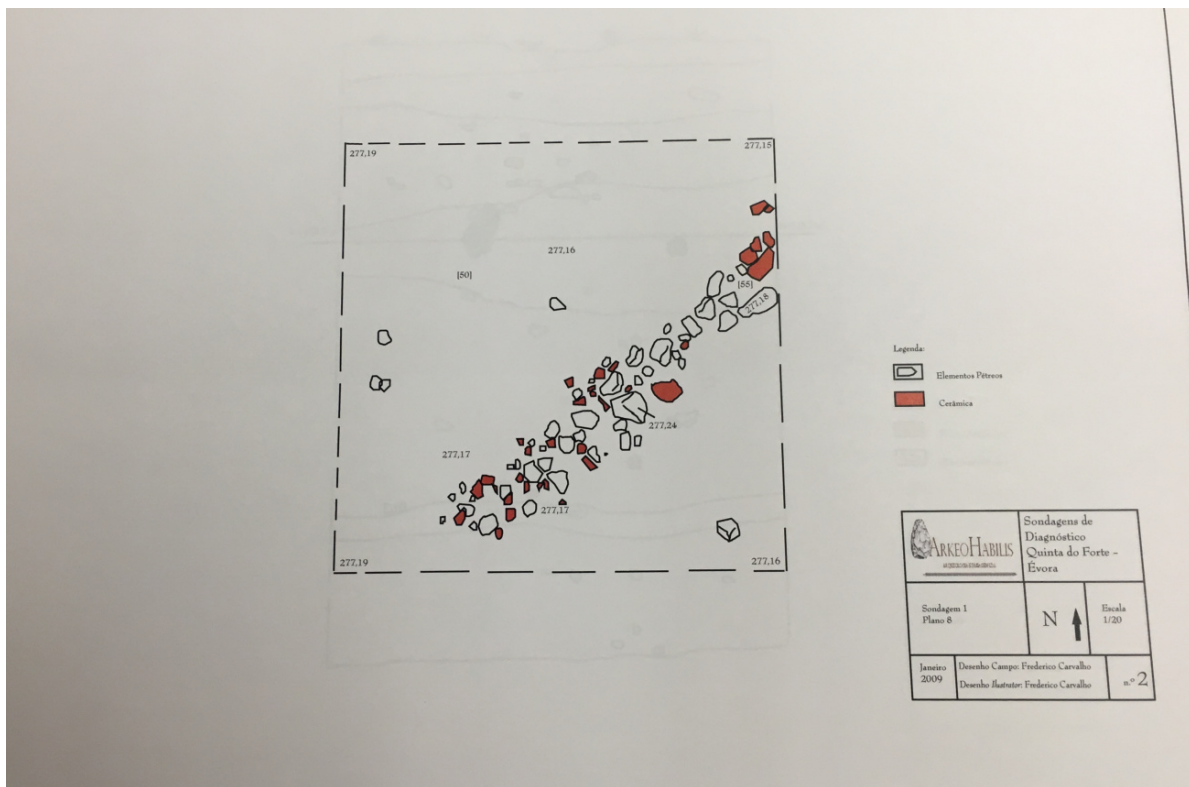 277,19
277,15
277,16
[50]
[55]
277,18
277,24
277,17
277,17
277,19
277,16
Legenda:
Elementos Pétreos
Cerâmica
ARKEOHABILIS
Sondagens de
Diagnóstico
Quinta do Forte -
Évora
Sondagem 1
Plano 8
N
Escala
1/20
Janeiro
2009
Desenho Campo: Frederico Carvalho
Desenho Ilustrator: Frederico Carvalho
n.º 2